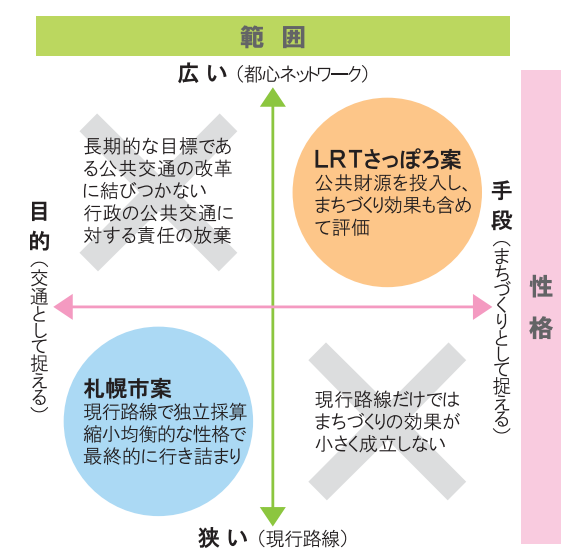 範囲
広い（都心ネットワーク）
長期的な目標であ
る公共交通の改革
に結びつかない
行政の公共交通に
対する責任の放棄
LRTさっぽろ案
公共財源を投入し、
まちづくり効果も含め
て評価
目的（交通として捉える）
手段（まちづくりとして捉える）
性格
札幌市案
現行路線で独立採算
縮小均衡的な性格で
最終的に行き詰まり
現行路線だけでは
まちづくりの効果が
小さく成立しない
狭い（現行路線）